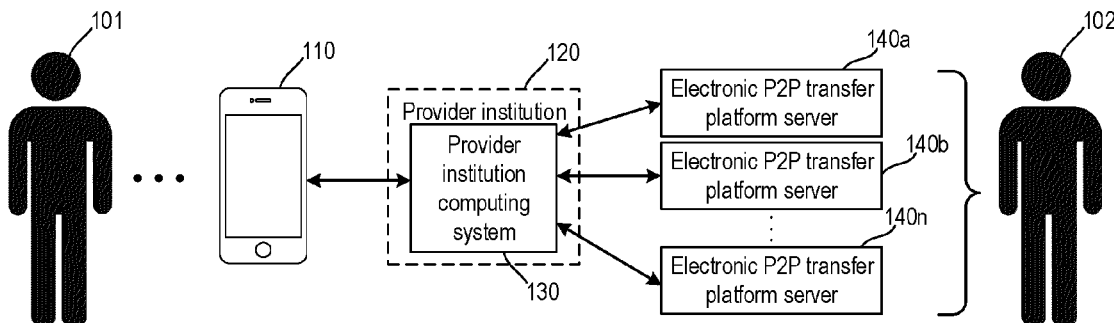 101
110
120
140a
102
Provider institution
Provider
institution
computing
system
130
Electronic P2P transfer
platform server
140b
Electronic P2P transfer
platform server
140n
Electronic P2P transfer
platform server